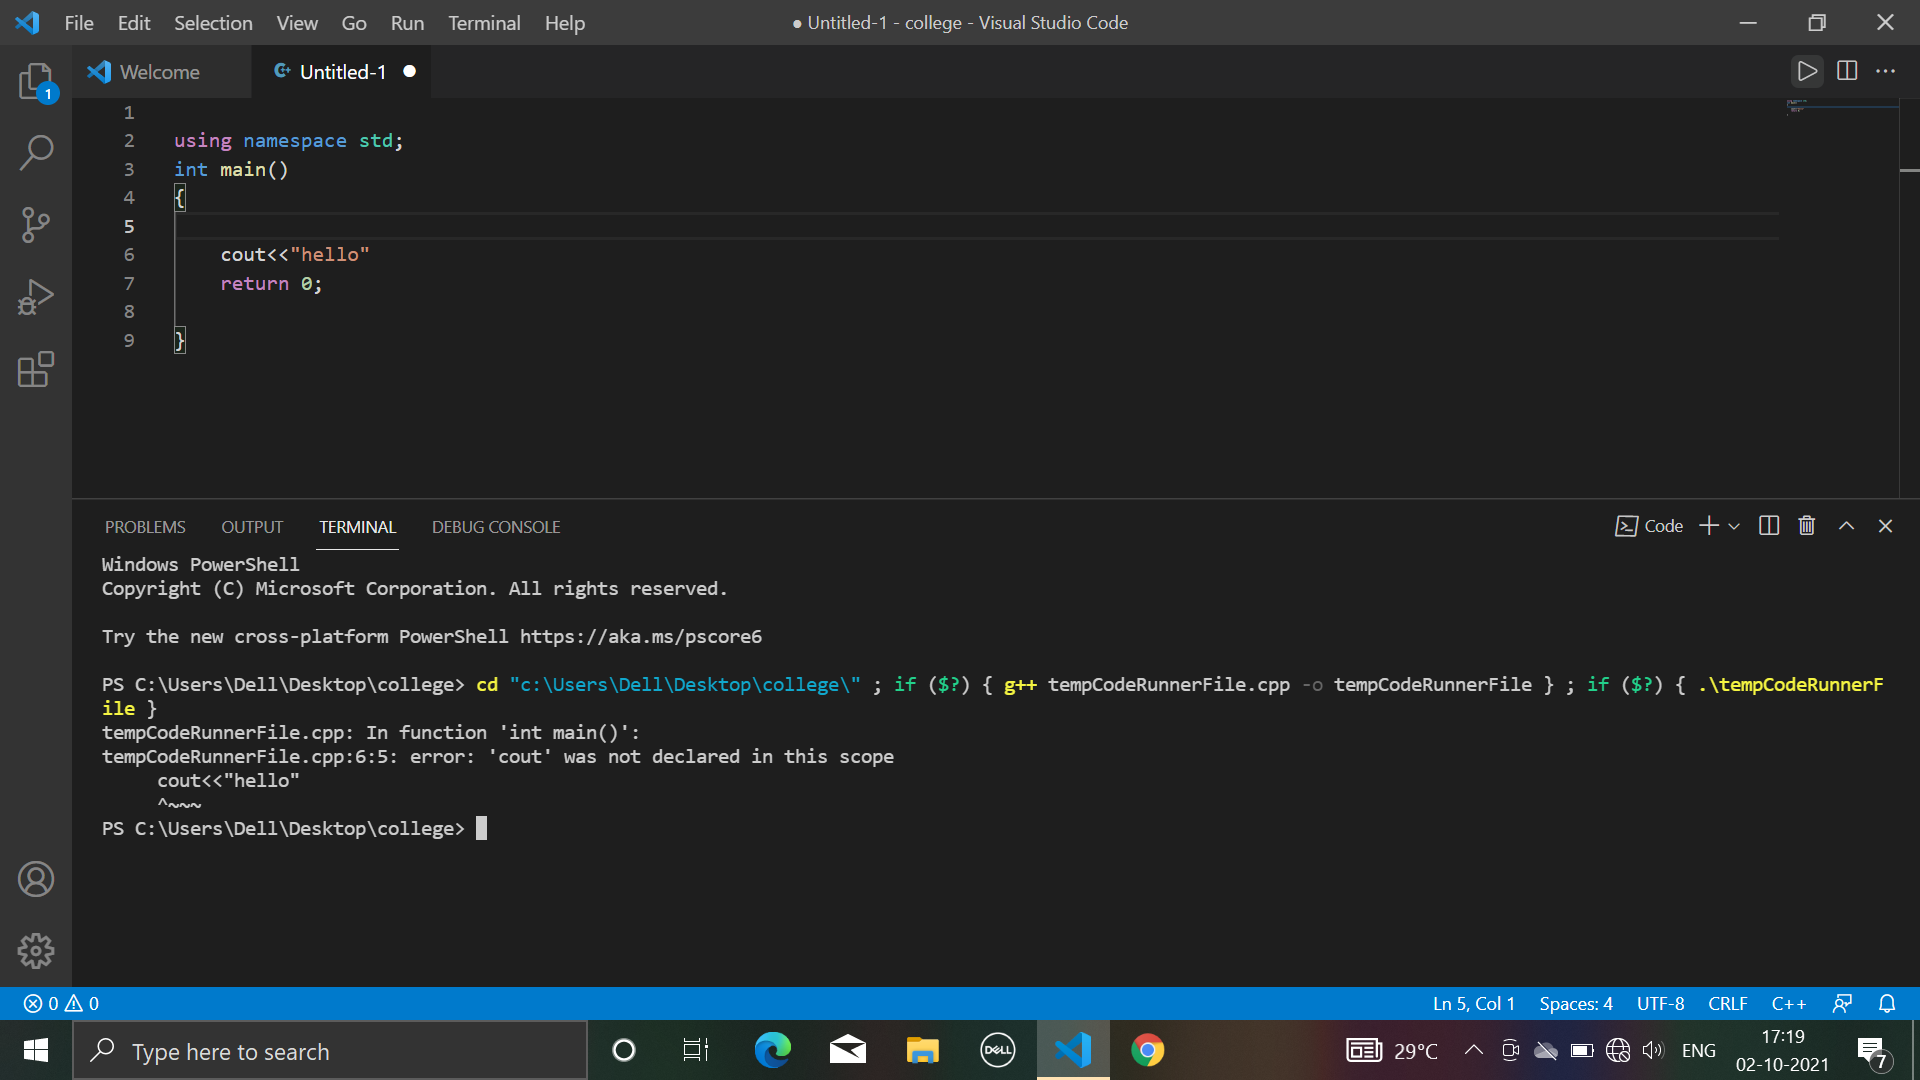 File Edit Selection View Go Run Terminal Help ● Untitled-1 - college - Visual Studio Code
Welcome Untitled-1
1
1
2 using namespace std;
3 int main()
4 {
5
6 cout<<"hello"
7 return 0;
8
9 }
PROBLEMS OUTPUT TERMINAL DEBUG CONSOLE Code
Windows PowerShell
Copyright (C) Microsoft Corporation. All rights reserved.
Try the new cross-platform PowerShell https://aka.ms/pscore6
PS C:\Users\Dell\Desktop\college> cd "c:\Users\Dell\Desktop\college\" ; if ($?) { g++ tempCodeRunnerFile.cpp -o tempCodeRunnerFile } ; if ($?) { .\tempCodeRunnerF
ile }
tempCodeRunnerFile.cpp: In function 'int main()':
tempCodeRunnerFile.cpp:6:5: error: 'cout' was not declared in this scope
cout<<"hello"
^~~~
PS C:\Users\Dell\Desktop\college>
0 0 Ln 5, Col 1 Spaces: 4 UTF-8 CRLF C++
Type here to search DELL 29°C ENG 17:19
02-10-2021 7